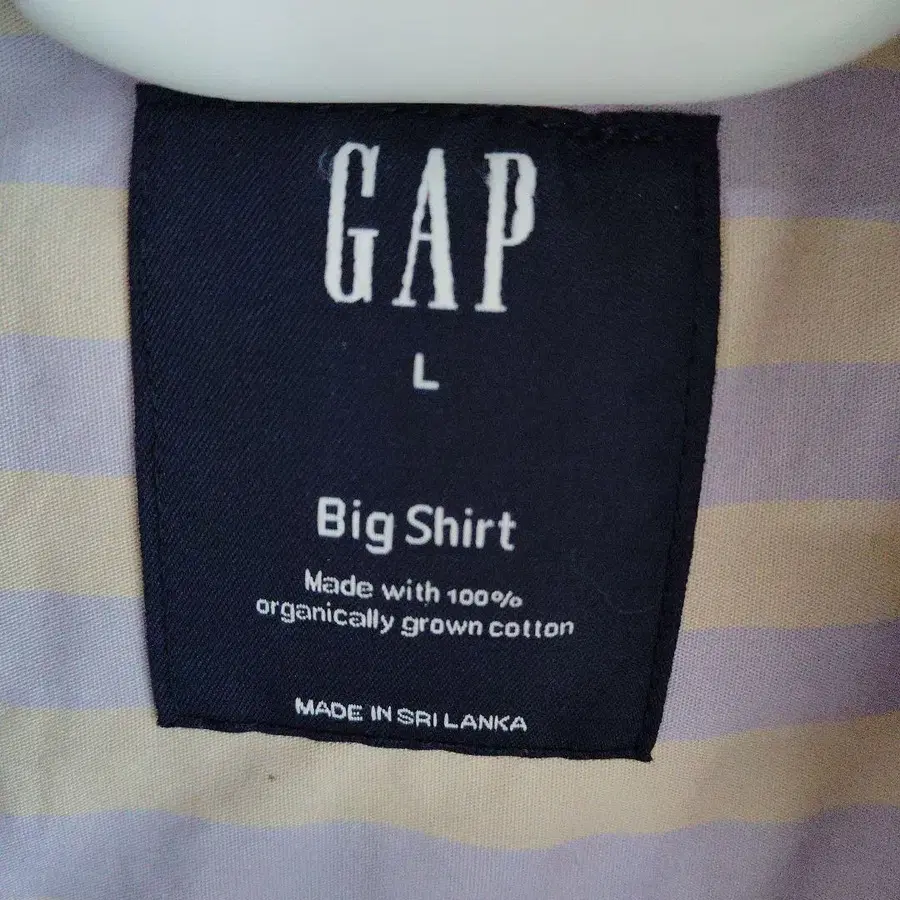 GAP
L
Big Shirt
Made with 100%
organically grown cotton
MADE IN SRI LANKA